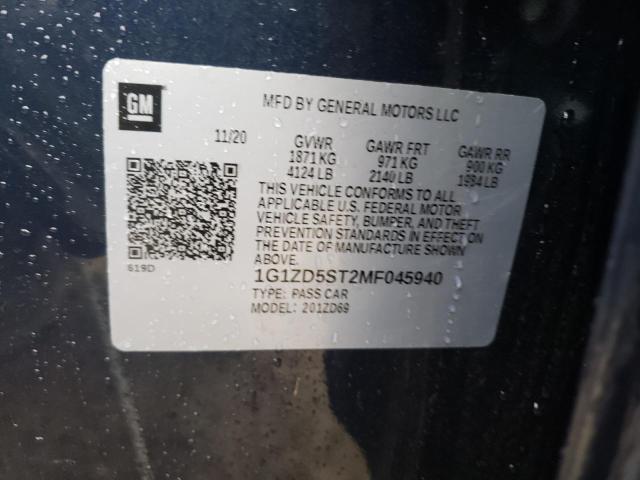 GM
MFD BY GENERAL MOTORS LLC
11/20 GVWR GAWR FRT GAWR RR
1871 KG 971 KG 900 KG
4124 LB 2140 LB 1984 LB
THIS VEHICLE CONFORMS TO ALL
APPLICABLE U.S. FEDERAL MOTOR
VEHICLE SAFETY, BUMPER, AND THEFT
PREVENTION STANDARDS IN EFFECT ON
THE DATE OF MANUFACTURE SHOWN
ABOVE.
619D
1G1ZD5ST2MF045940
TYPE: PASS CAR
MODEL: 201ZD69